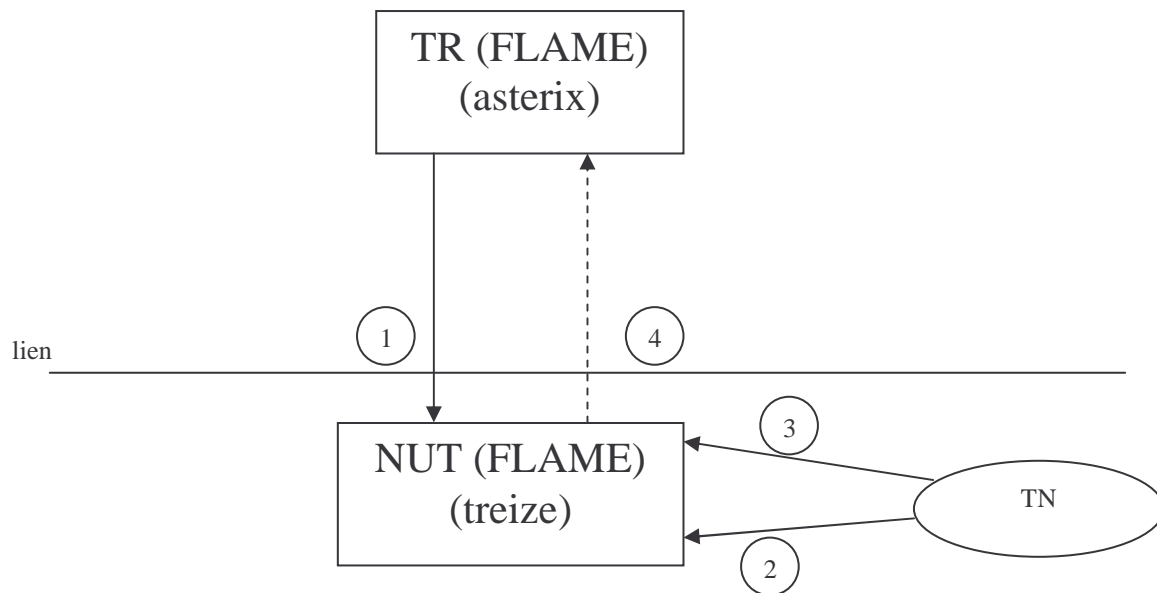 TR (FLAME)
(asterix)
1
4
lien
3
NUT (FLAME)
(treize)
TN
2